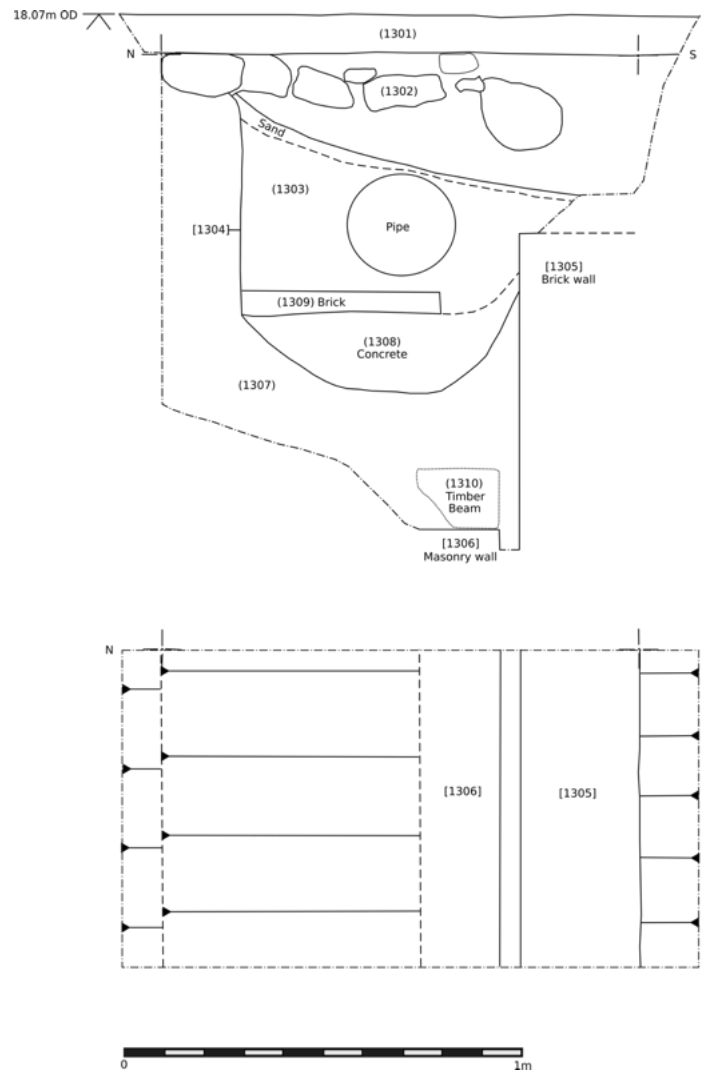 18.07m OD
(1301)
N
S
(1302)
Sand
(1303)
[1304]
Pipe
[1305]
Brick wall
(1309) Brick
(1308)
Concrete
(1307)
(1310)
Timber
Beam
[1306]
Masonry wall
N
[1306]
[1305]
0
1m